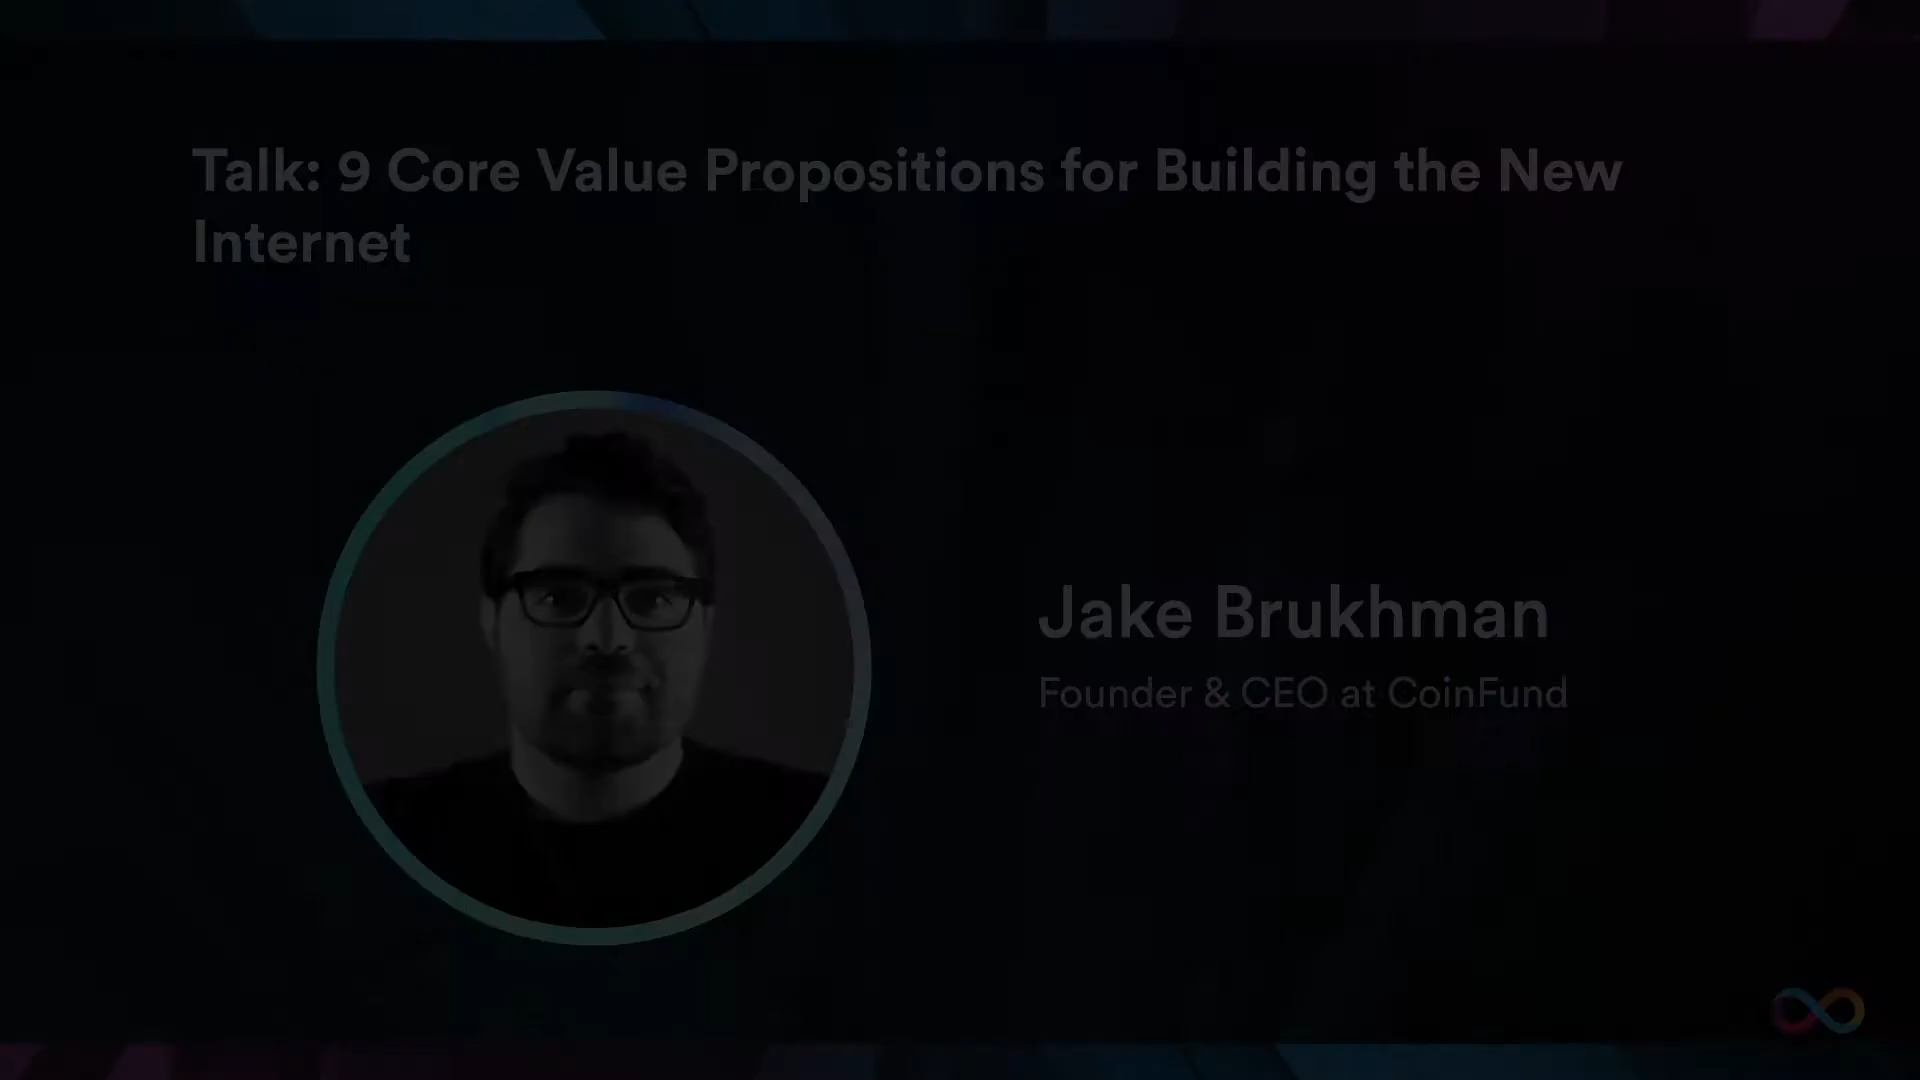 Talk: 9 Core Value Propositions for Building the New
Internet
Jake Brukhman
Founder & CEO at CoinFund